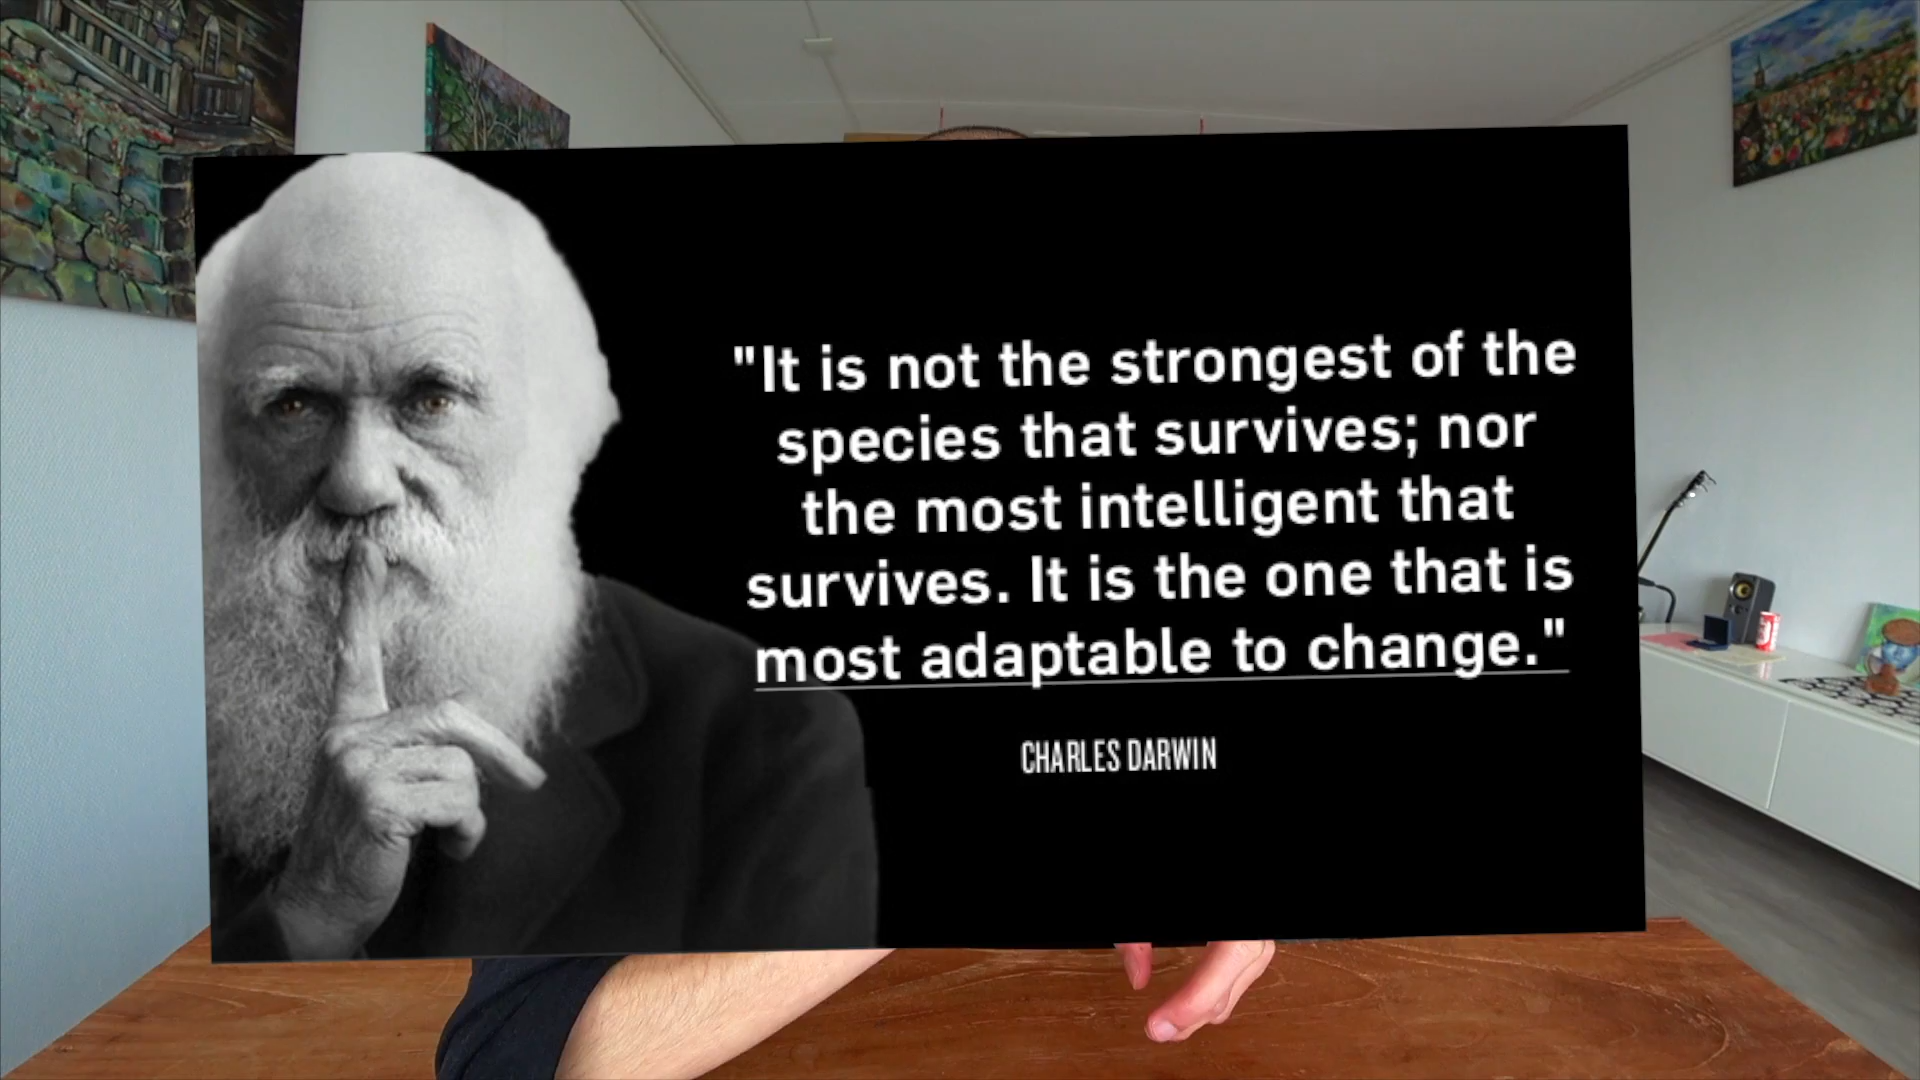 "It is not the strongest of the
species that survives; nor
the most intelligent that
survives. It is the one that is
most adaptable to change."
CHARLES DARWIN